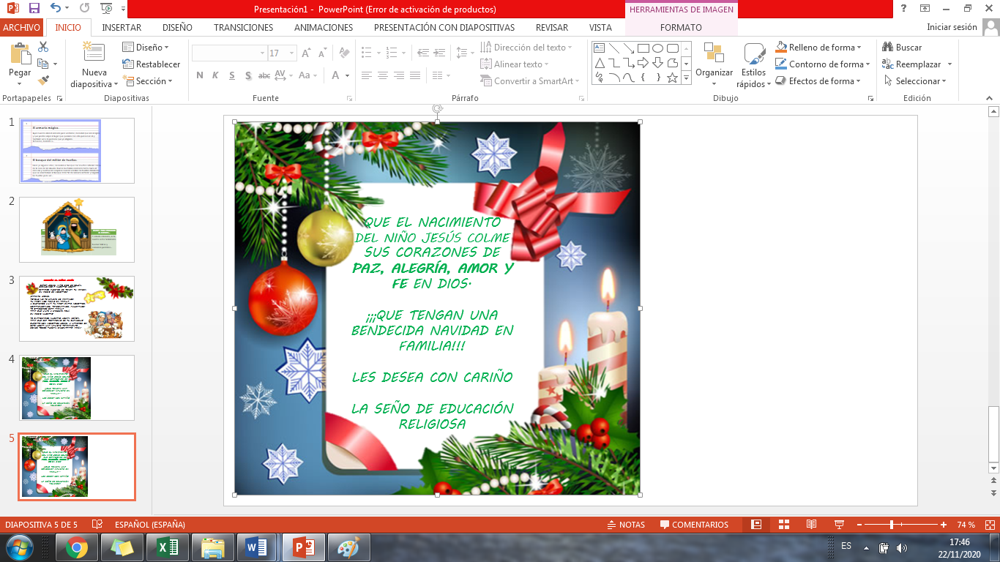 Presentación1 - PowerPoint (Error de activación de productos)
HERRAMIENTAS DE IMAGEN
ARCHIVO INICIO INSERTAR DISEÑO TRANSICIONES ANIMACIONES PRESENTACIÓN CON DIAPOSITIVAS REVISAR VISTA FORMATO Iniciar sesión
Pegar
Nueva diapositiva
Diseño
Restablecer
Sección
17
N K S S abc AV Aa A
Dirección del texto
Alinear texto
Convertir a SmartArt
Organizar
Estilos rápidos
Relleno de forma
Contorno de forma
Efectos de forma
Buscar
Reemplazar
Seleccionar
Portapapeles Diapositivas Fuente Párrafo Dibujo Edición
1
El armario mágico
El bosque del millón de huellas
2
3
4
5
QUE EL NACIMIENTO
DEL NIÑO JESÚS COLME
SUS CORAZONES DE
PAZ, ALEGRÍA, AMOR Y
FE EN DIOS.
¡¡¡QUE TENGAN UNA
BENDECIDA NAVIDAD EN
FAMILIA!!!
LES DESEA CON CARIÑO
LA SEÑO DE EDUCACIÓN
RELIGIOSA
DIAPOSITIVA 5 DE 5 ESPAÑOL (ESPAÑA) NOTAS COMENTARIOS 74 %
ES 17:46
22/11/2020